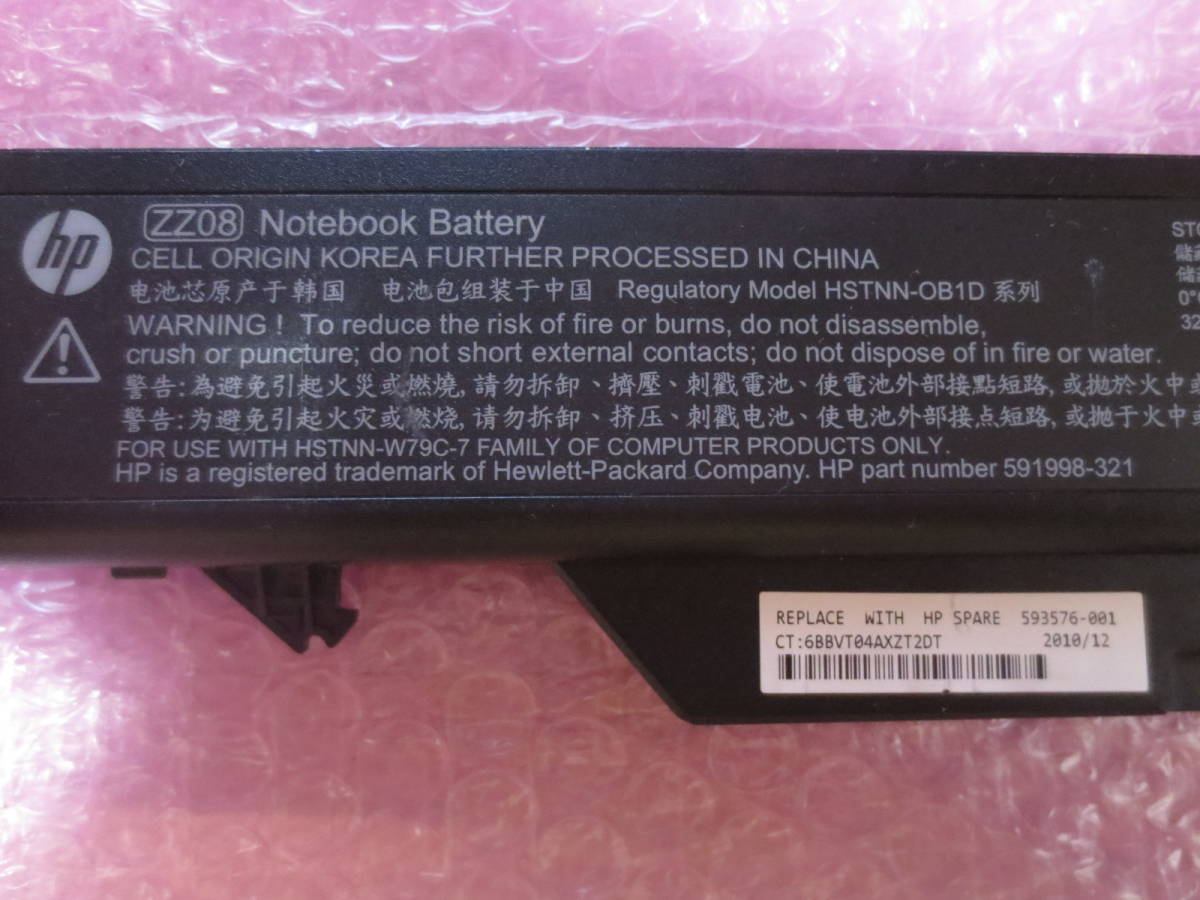 hp
ZZ08 Notebook Battery
CELL ORIGIN KOREA FURTHER PROCESSED IN CHINA
电池芯原产于韩国 电池包组装于中国 Regulatory Model HSTNN-OB1D 系列
WARNING! To reduce the risk of fire or burns, do not disassemble,
crush or puncture; do not short external contacts; do not dispose of in fire or water.
警告:為避免引起火災或燃燒,請勿拆卸、擠壓、刺戳電池、使電池外部接點短路,或拋於火中
警告:为避免引起火灾或燃烧,请勿拆卸、挤压、刺戳电池、使电池外部接点短路,或抛于火中
FOR USE WITH HSTNN-W79C-7 FAMILY OF COMPUTER PRODUCTS ONLY.
HP is a registered trademark of Hewlett-Packard Company. HP part number 591998-321
REPLACE WITH HP SPARE 593576-001
CT:6BBVT04AXZT2DT 2010/12